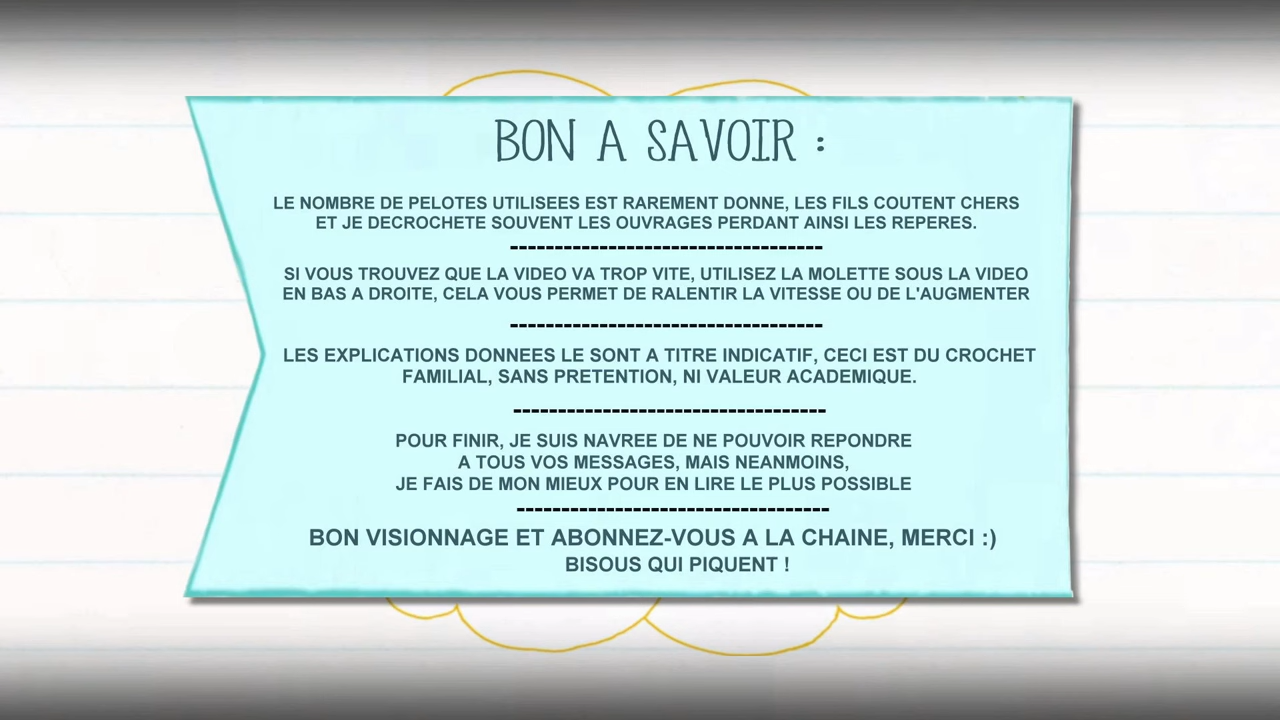 BON A SAVOIR :
LE NOMBRE DE PELOTES UTILISEES EST RAREMENT DONNE, LES FILS COUTENT CHERS
ET JE DECROCHETE SOUVENT LES OUVRAGES PERDANT AINSI LES REPERES.
-----------------------------------
SI VOUS TROUVEZ QUE LA VIDEO VA TROP VITE, UTILISEZ LA MOLETTE SOUS LA VIDEO
EN BAS A DROITE, CELA VOUS PERMET DE RALENTIR LA VITESSE OU DE L'AUGMENTER
-----------------------------------
LES EXPLICATIONS DONNEES LE SONT A TITRE INDICATIF, CECI EST DU CROCHET
FAMILIAL, SANS PRETENTION, NI VALEUR ACADEMIQUE.
-----------------------------------
POUR FINIR, JE SUIS NAVREE DE NE POUVOIR REPONDRE
A TOUS VOS MESSAGES, MAIS NEANMOINS,
JE FAIS DE MON MIEUX POUR EN LIRE LE PLUS POSSIBLE
-----------------------------------
BON VISIONNAGE ET ABONNEZ-VOUS A LA CHAINE, MERCI :)
BISOUS QUI PIQUENT !